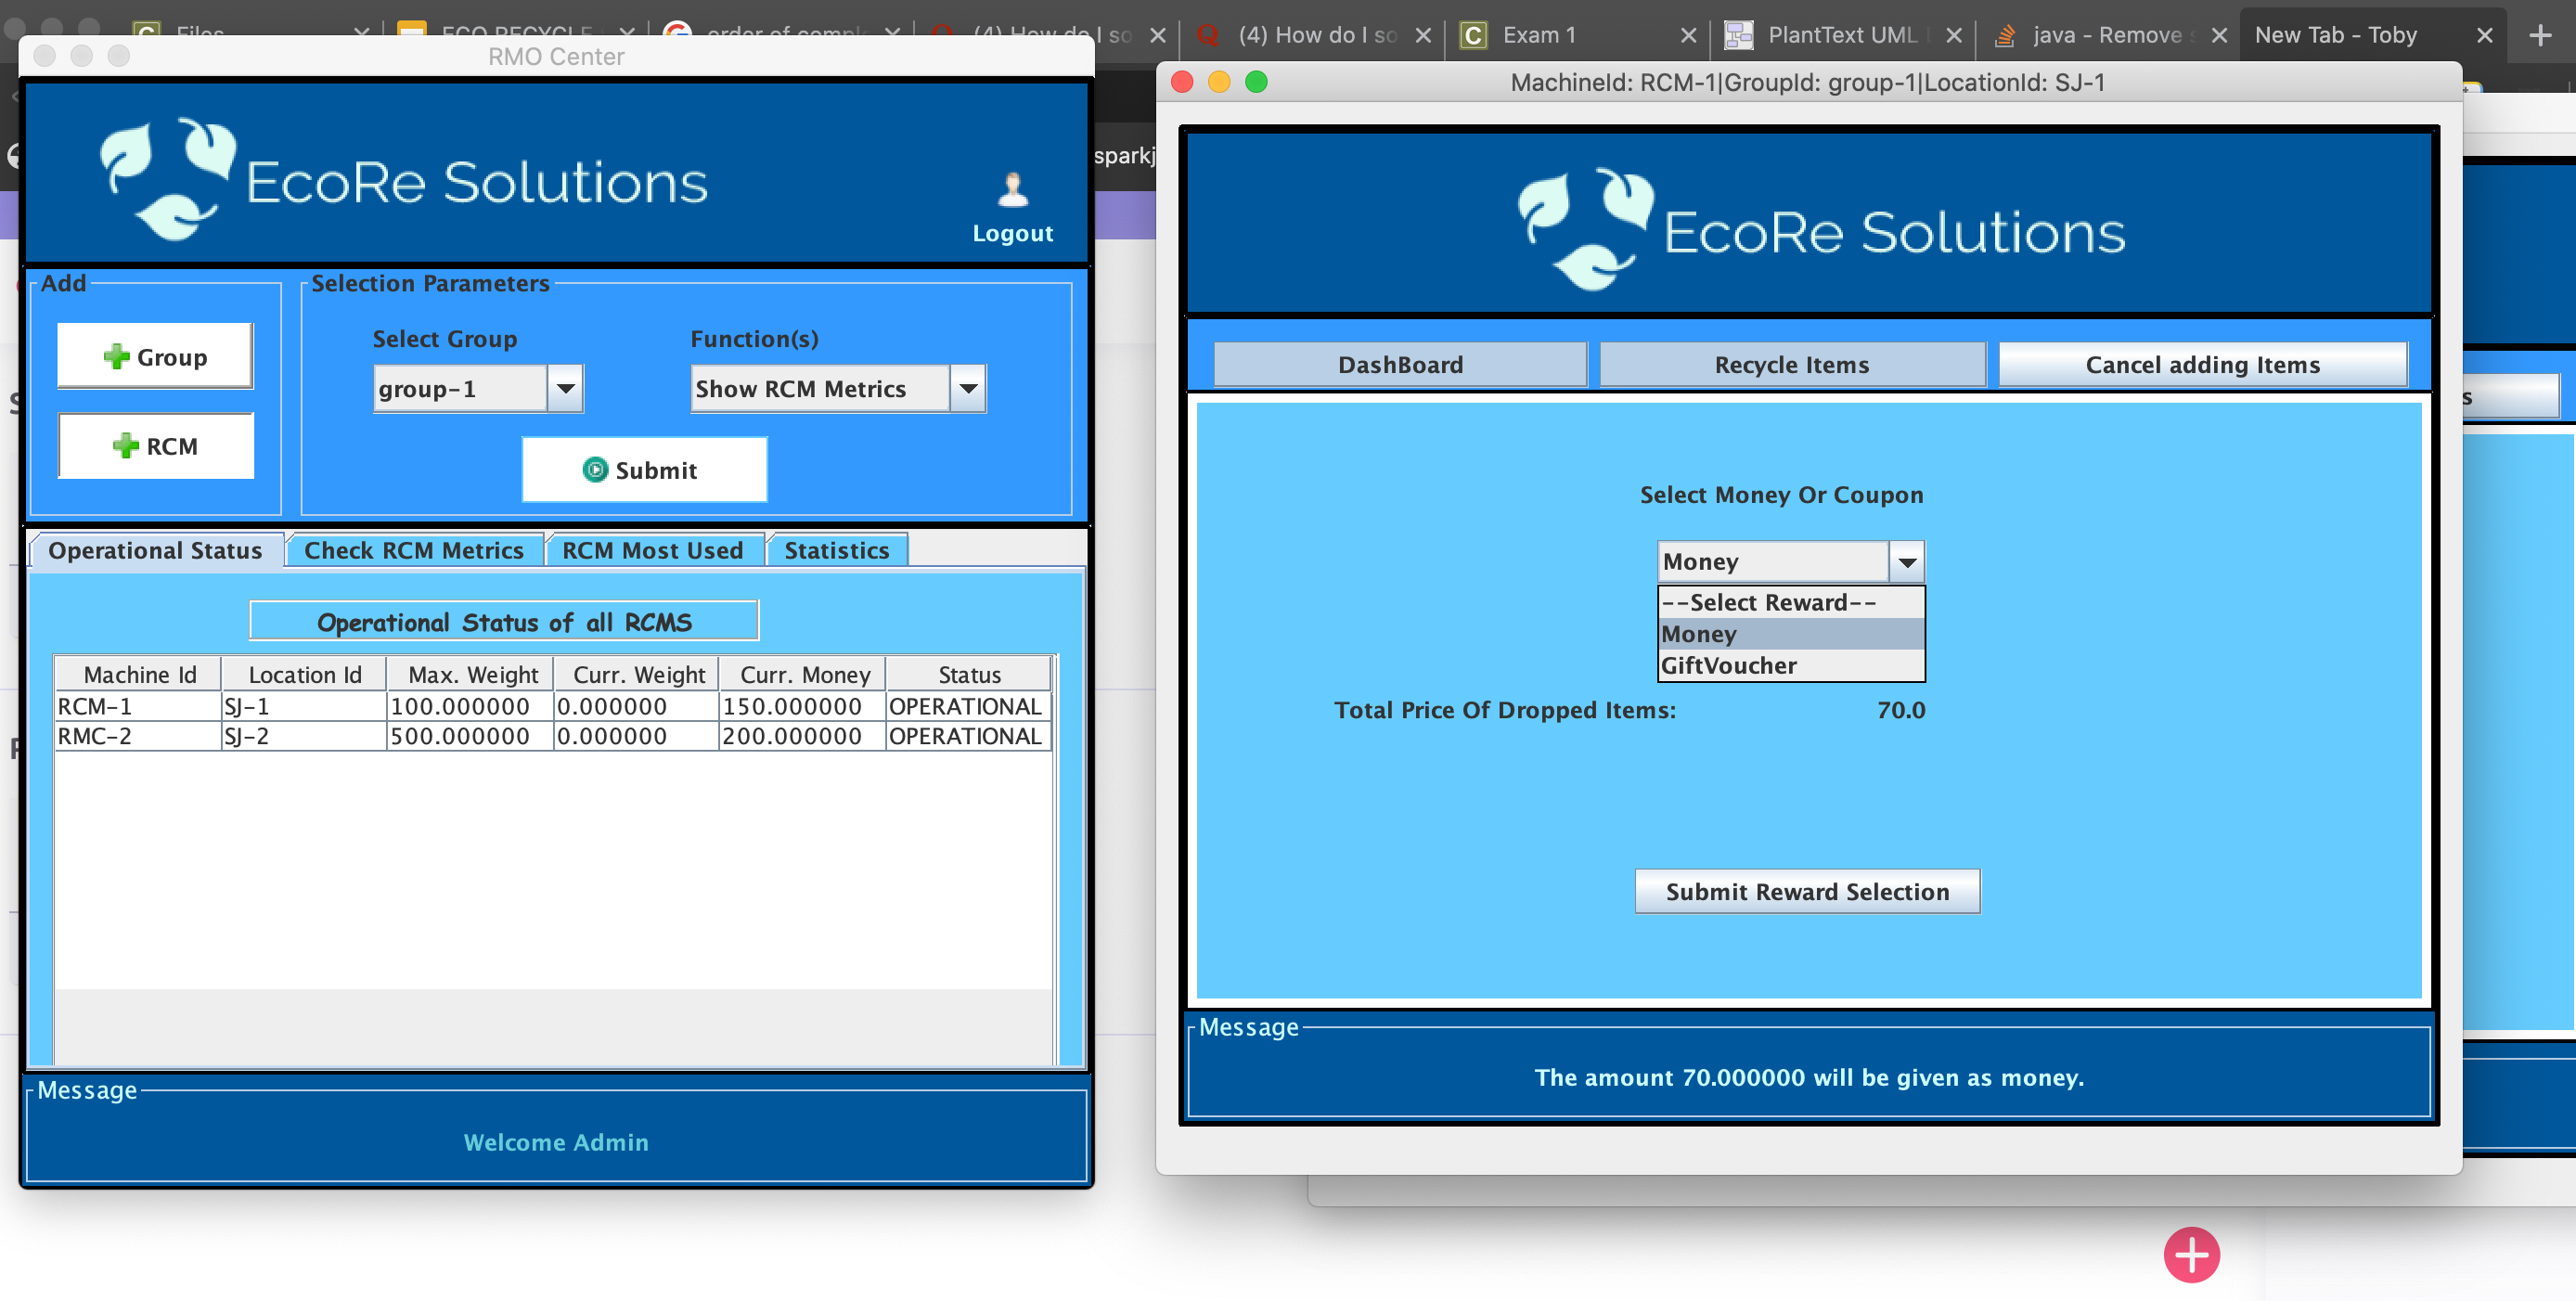 Files
ECO RECYCLE
order of comple
(4) How do I so
(4) How do I so
Exam 1
PlantText UML
java - Remove s
New Tab - Toby
RMO Center
EcoRe Solutions
Logout
Add
Group
RCM
Selection Parameters
Select Group
Function(s)
group-1
Show RCM Metrics
Submit
Operational Status
Check RCM Metrics
RCM Most Used
Statistics
Operational Status of all RCMS
Machine Id Location Id Max. Weight Curr. Weight Curr. Money Status
RCM-1 SJ-1 100.000000 0.000000 150.000000 OPERATIONAL
RMC-2 SJ-2 500.000000 0.000000 200.000000 OPERATIONAL
Message
Welcome Admin
sparkj
MachineId: RCM-1|GroupId: group-1|LocationId: SJ-1
EcoRe Solutions
DashBoard
Recycle Items
Cancel adding Items
Select Money Or Coupon
Money
--Select Reward--
Money
GiftVoucher
Total Price Of Dropped Items: 70.0
Submit Reward Selection
Message
The amount 70.000000 will be given as money.
s